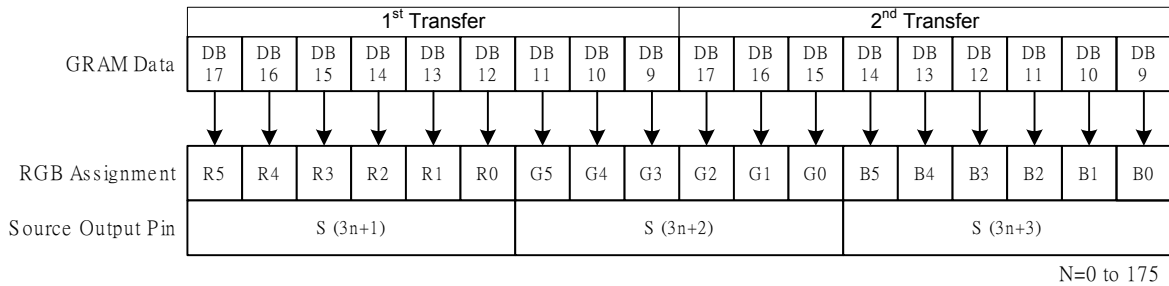 1st Transfer 2nd Transfer
GRAM Data DB 17 DB 16 DB 15 DB 14 DB 13 DB 12 DB 11 DB 10 DB 9 DB 17 DB 16 DB 15 DB 14 DB 13 DB 12 DB 11 DB 10 DB 9
RGB Assignment R5 R4 R3 R2 R1 R0 G5 G4 G3 G2 G1 G0 B5 B4 B3 B2 B1 B0
Source Output Pin S (3n+1) S (3n+2) S (3n+3)
N=0 to 175